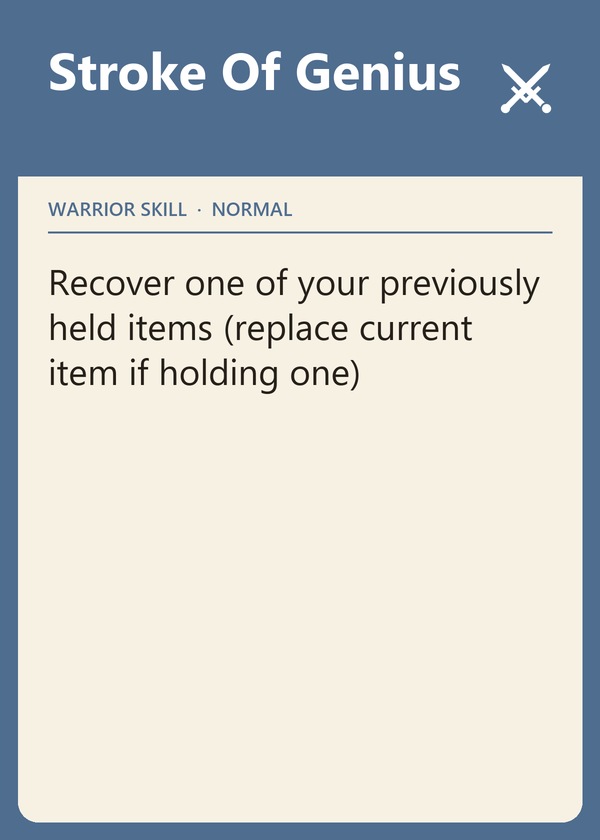 Stroke Of Genius
WARRIOR SKILL · NORMAL
Recover one of your previously
held items (replace current
item if holding one)